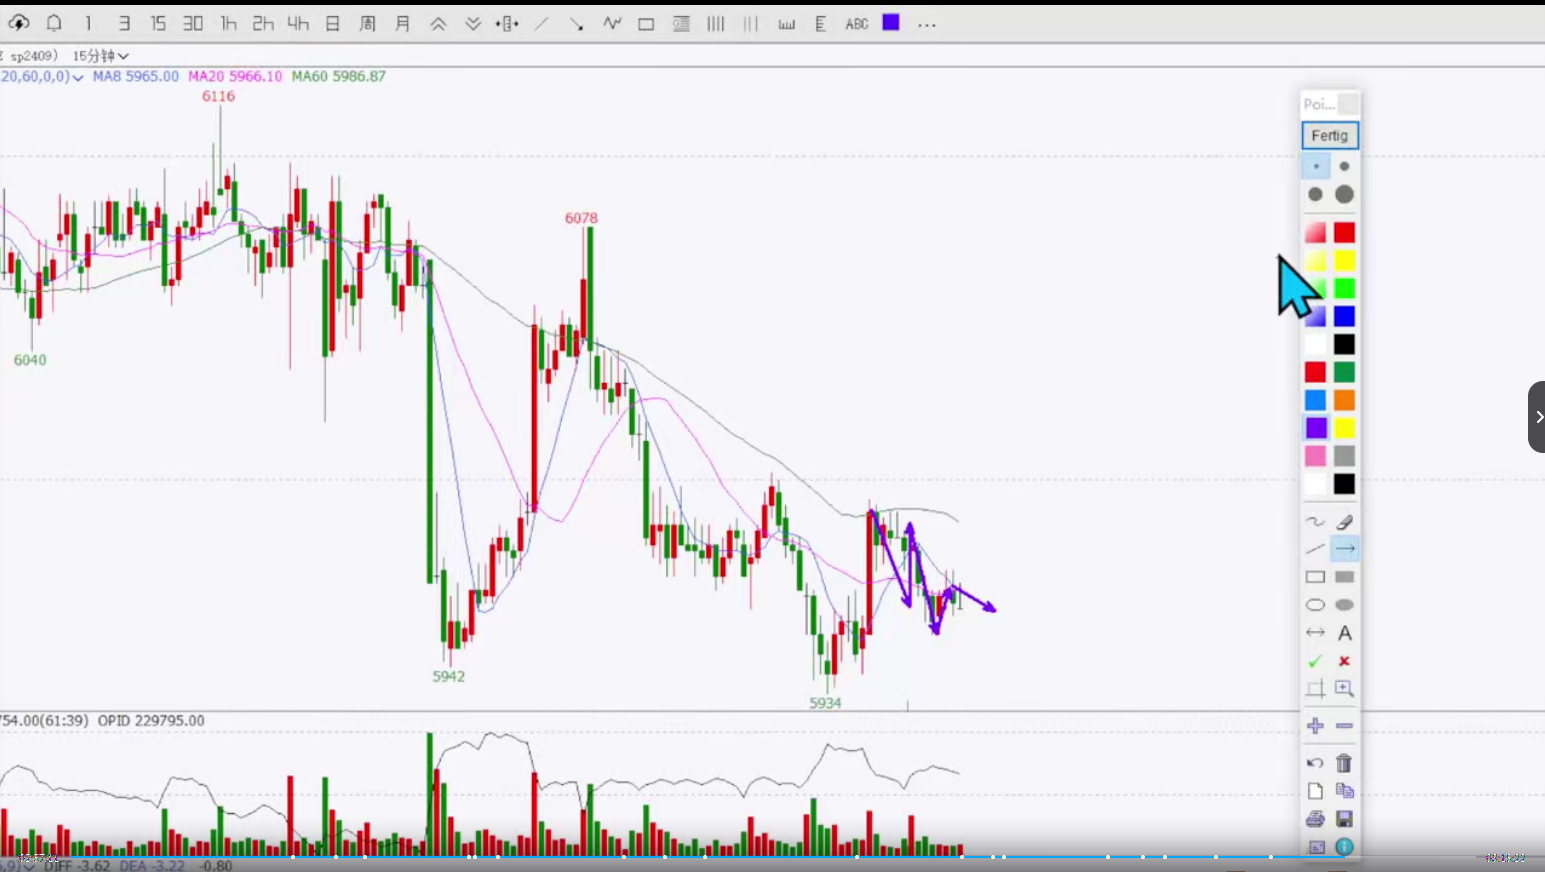 1 3 15 30 1h 2h 4h 日 周 月 ABC ...
sp2409) 15分钟
20,60,0,0) MA8 5965.00 MA20 5966.10 MA60 5986.87
6116
Poi...
Fertig
6078
6040
A
5942
5934
754.00(61:39) OPID 229795.00
5,9) DIFF -3.62 DEA -3.22 -0.80